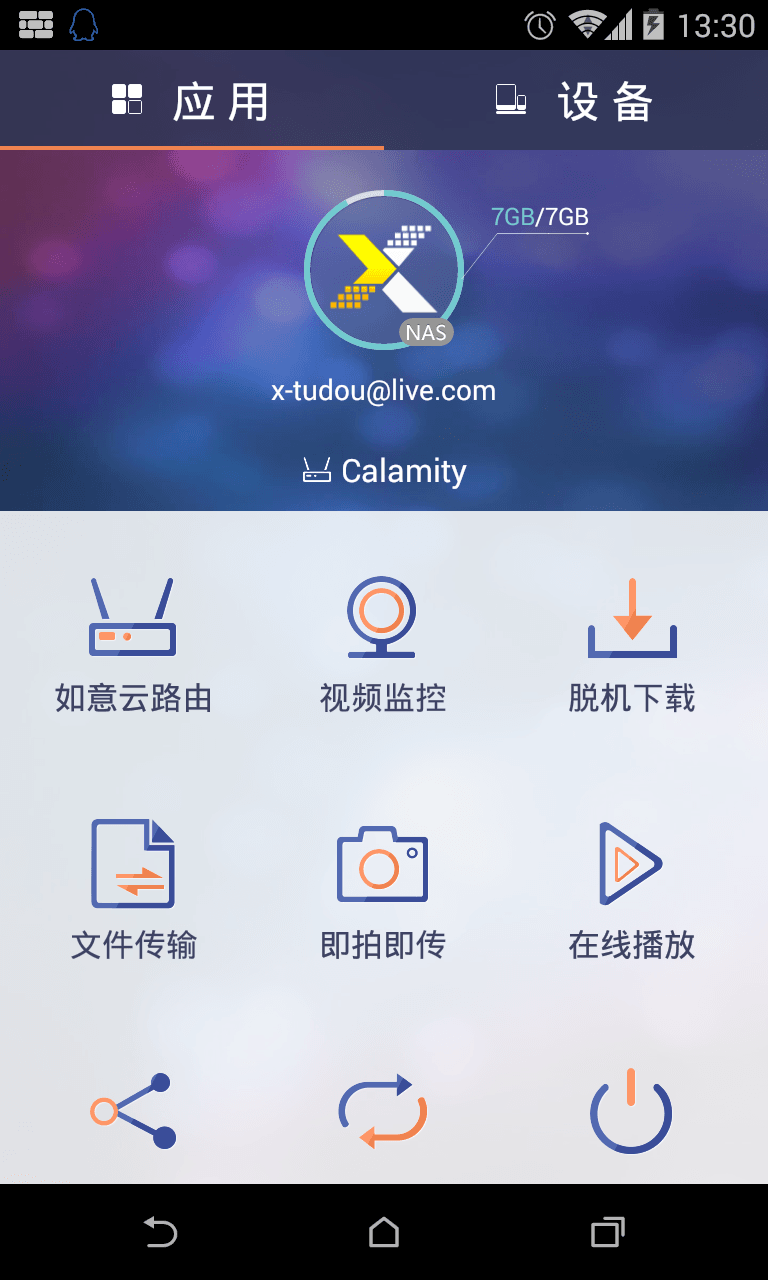 13:30
应用
设备
7GB/7GB
NAS
x-tudou@live.com
Calamity
如意云路由
视频监控
脱机下载
文件传输
即拍即传
在线播放